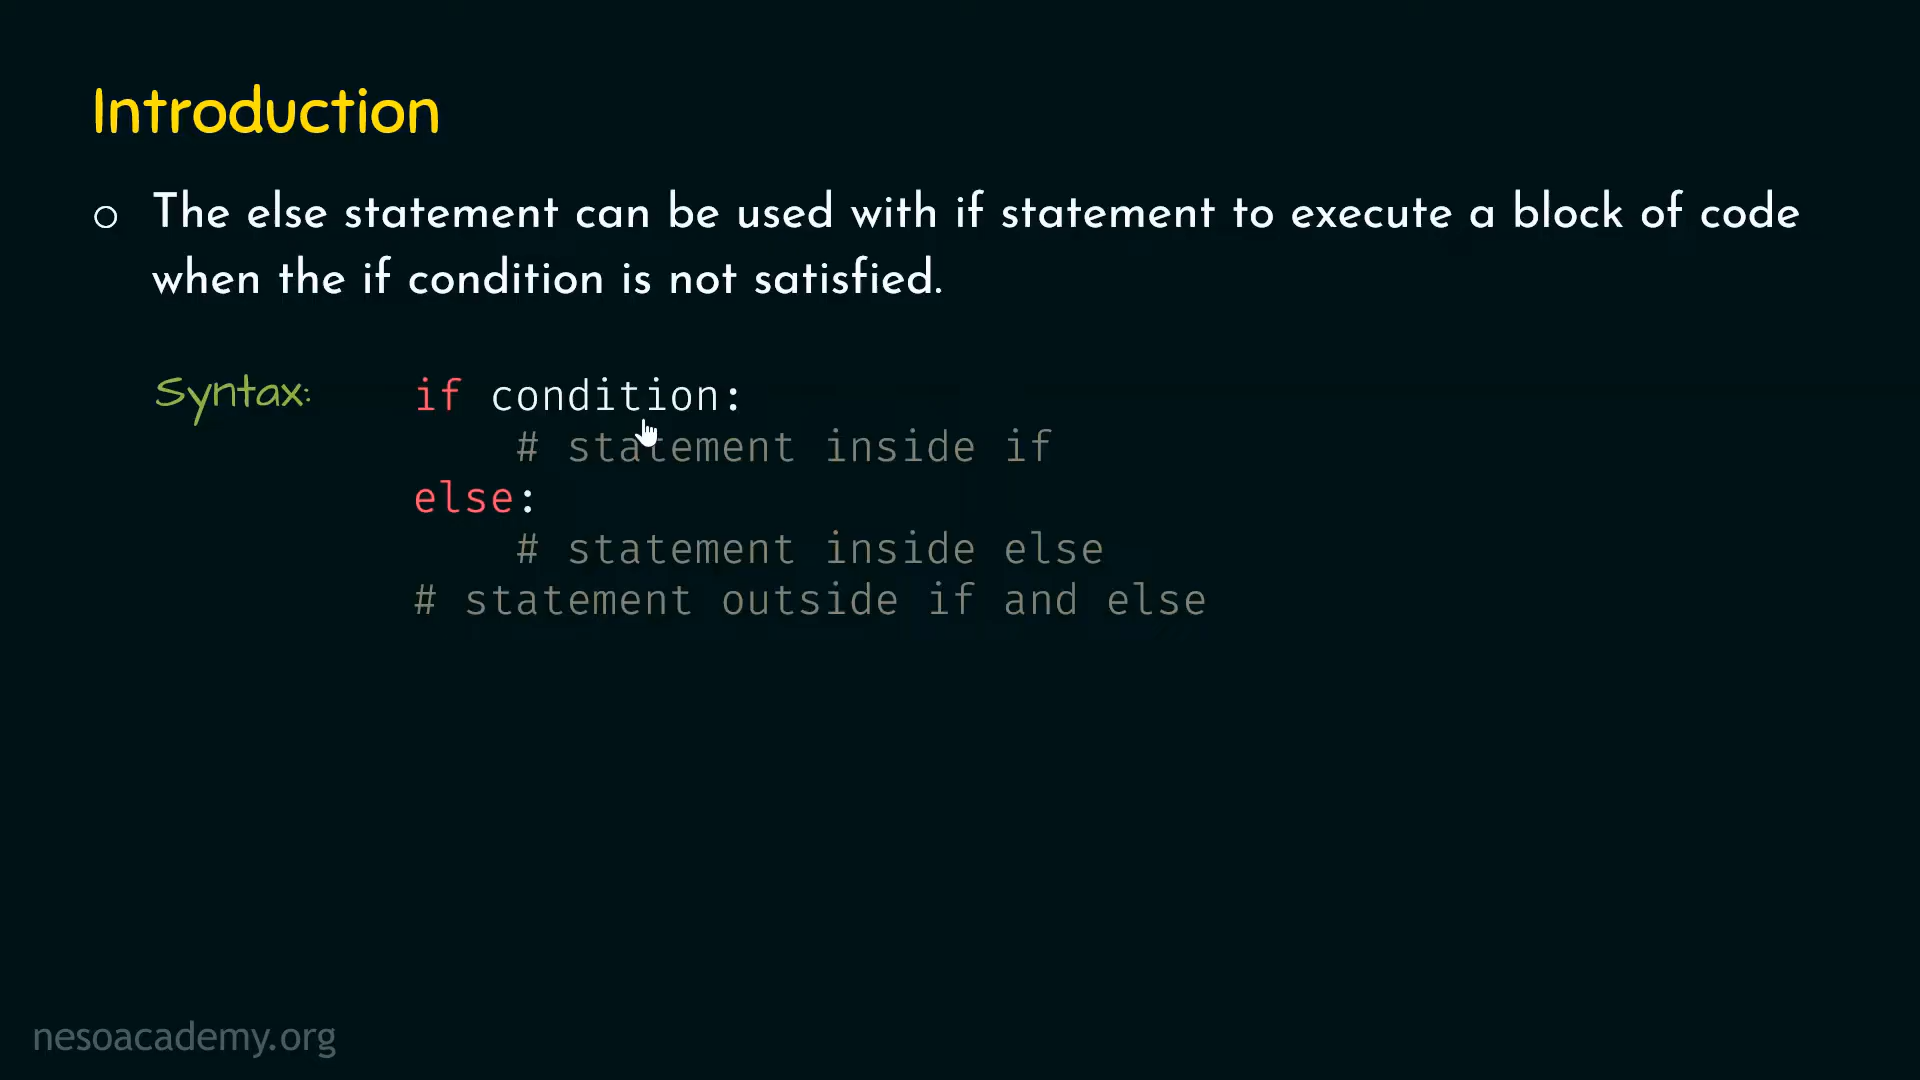 Introduction
○ The else statement can be used with if statement to execute a block of code
when the if condition is not satisfied.
Syntax: if condition:
# statement inside if
else:
# statement inside else
# statement outside if and else
nesoacademy.org